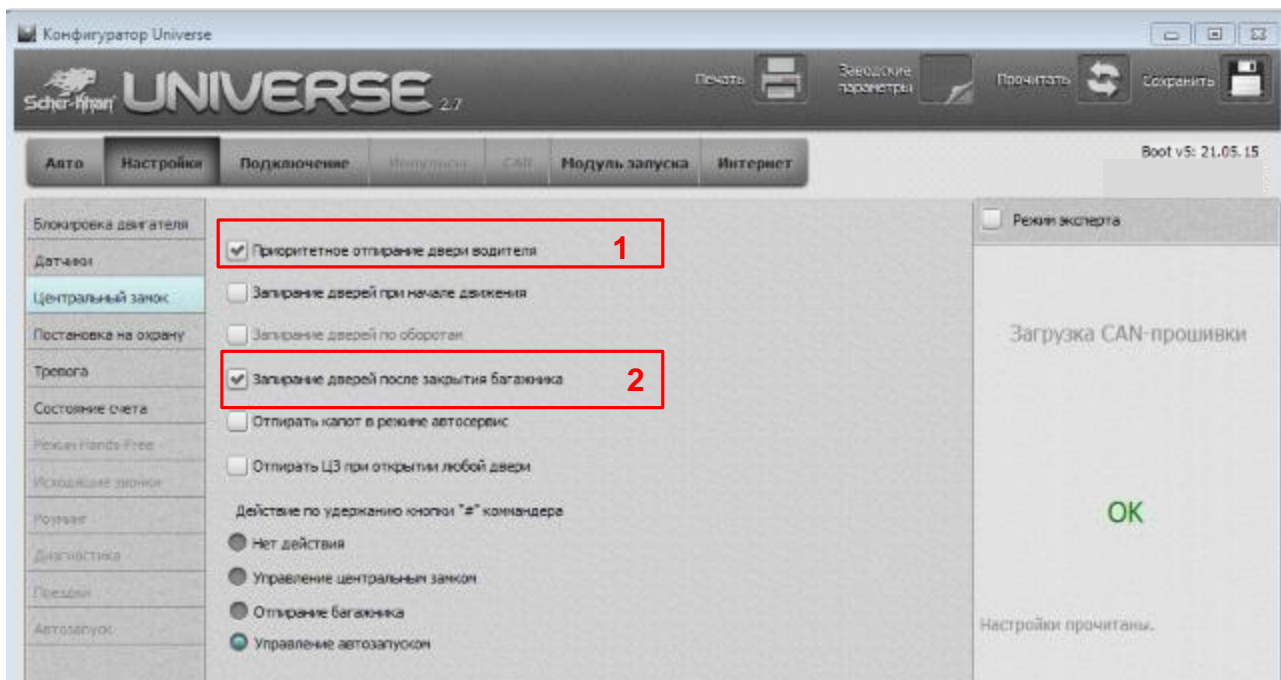 Конфигуратор Universe
Scher-Khan UNIVERSE 2.7
Печать
Заводские
параметры
Прочитать
Сохранить
Авто
Настройки
Подключение
Импульсы
CAN
Модуль запуска
Интернет
Boot v5: 21.05.15
Блокировка двигателя
Датчики
Центральный замок
Постановка на охрану
Тревога
Состояние счета
Режим Hands Free
Исходящие звонки
Роуминг
Диагностика
Поездки
Автозапуск
Приоритетное отпирание двери водителя
1
Запирание дверей при начале движения
Запирание дверей по оборотам
Запирание дверей после закрытия багажника
2
Отпирать капот в режиме автосервис
Отпирать ЦЗ при открытии любой двери
Действие по удержанию кнопки "#" коммандера
Нет действия
Управление центральным замком
Отпирание багажника
Управление автозапуском
Режим эксперта
Загрузка CAN-прошивки
OK
Настройки прочитаны.